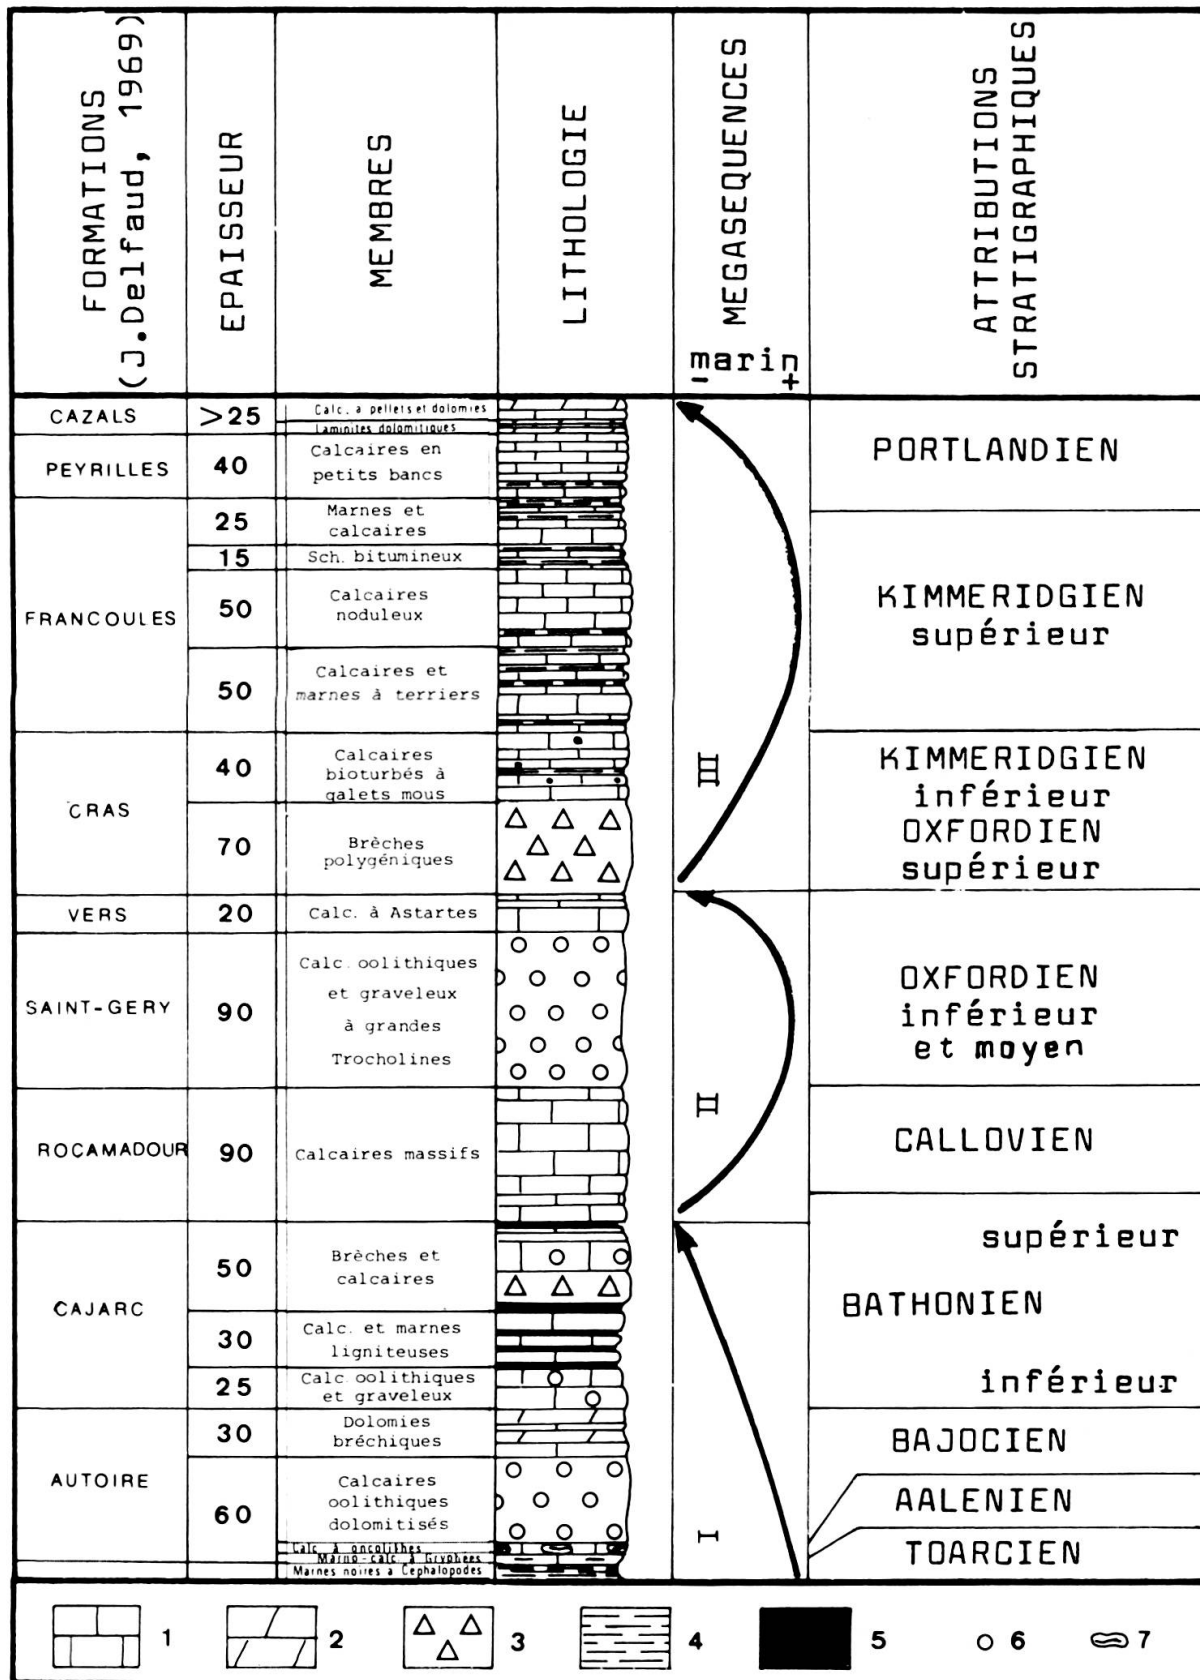 FORMATIONS
(J.Delfaud, 1969)
EPAISSEUR
MEMBRES
LITHOLOGIE
MEGASEQUENCES
marin
- +
ATTRIBUTIONS
STRATIGRAPHIQUES
CAZALS
>25
Calc. a pellets et dolomies
Laminites dolomitiques
PEYRILLES
40
Calcaires en
petits bancs
PORTLANDIEN
FRANCOULES
25
Marnes et
calcaires
15
Sch. bitumineux
50
Calcaires
noduleux
50
Calcaires et
marnes à terriers
KIMMERIDGIEN
supérieur
CRAS
40
Calcaires
bioturbés à
galets mous
70
Brèches
polygéniques
III
KIMMERIDGIEN
inférieur
OXFORDIEN
supérieur
VERS
20
Calc. à Astartes
SAINT-GERY
90
Calc. oolithiques
et graveleux
à grandes
Trocholines
OXFORDIEN
inférieur
et moyen
ROCAMADOUR
90
Calcaires massifs
II
CALLOVIEN
CAJARC
50
Brèches et
calcaires
30
Calc. et marnes
ligniteuses
25
Calc oolithiques
et graveleux
supérieur
BATHONIEN
inférieur
AUTOIRE
30
Dolomies
bréchiques
60
Calcaires
oolithiques
dolomitisés
Calc. à oncolithes
Marno-calc. à Gryphées
Marnes noires a Cephalopodes
I
BAJOCIEN
AALENIEN
TOARCIEN
1 2 3 4 5 6 7